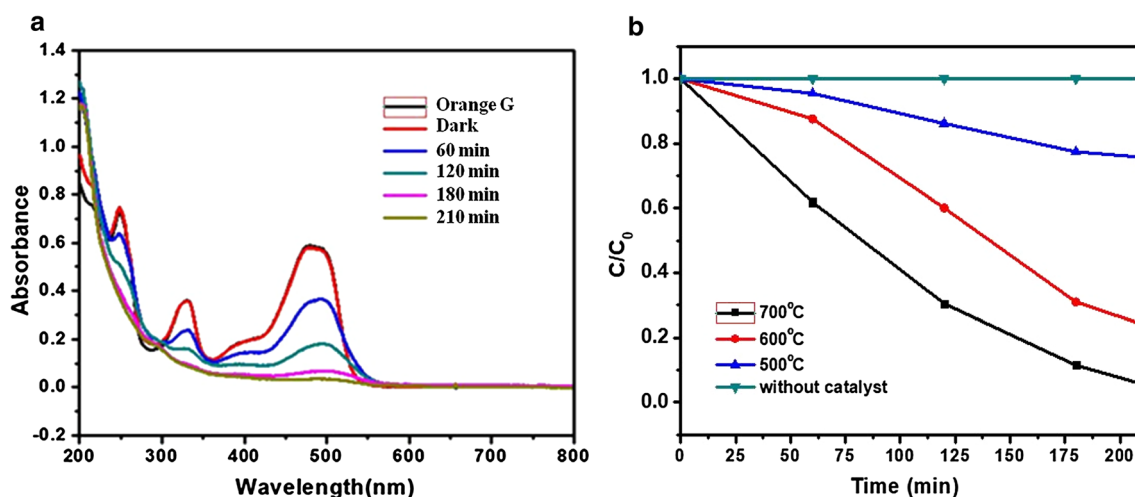 a
1.4
1.2
1.0
0.8
0.6
0.4
0.2
0.0
-0.2
Absorbance
Orange G
Dark
60 min
120 min
180 min
210 min
200 300 400 500 600 700 800
Wavelength(nm)
b
1.0
0.8
0.6
0.4
0.2
0.0
C/C0
700°C
600°C
500°C
without catalyst
0 25 50 75 100 125 150 175 200
Time (min)